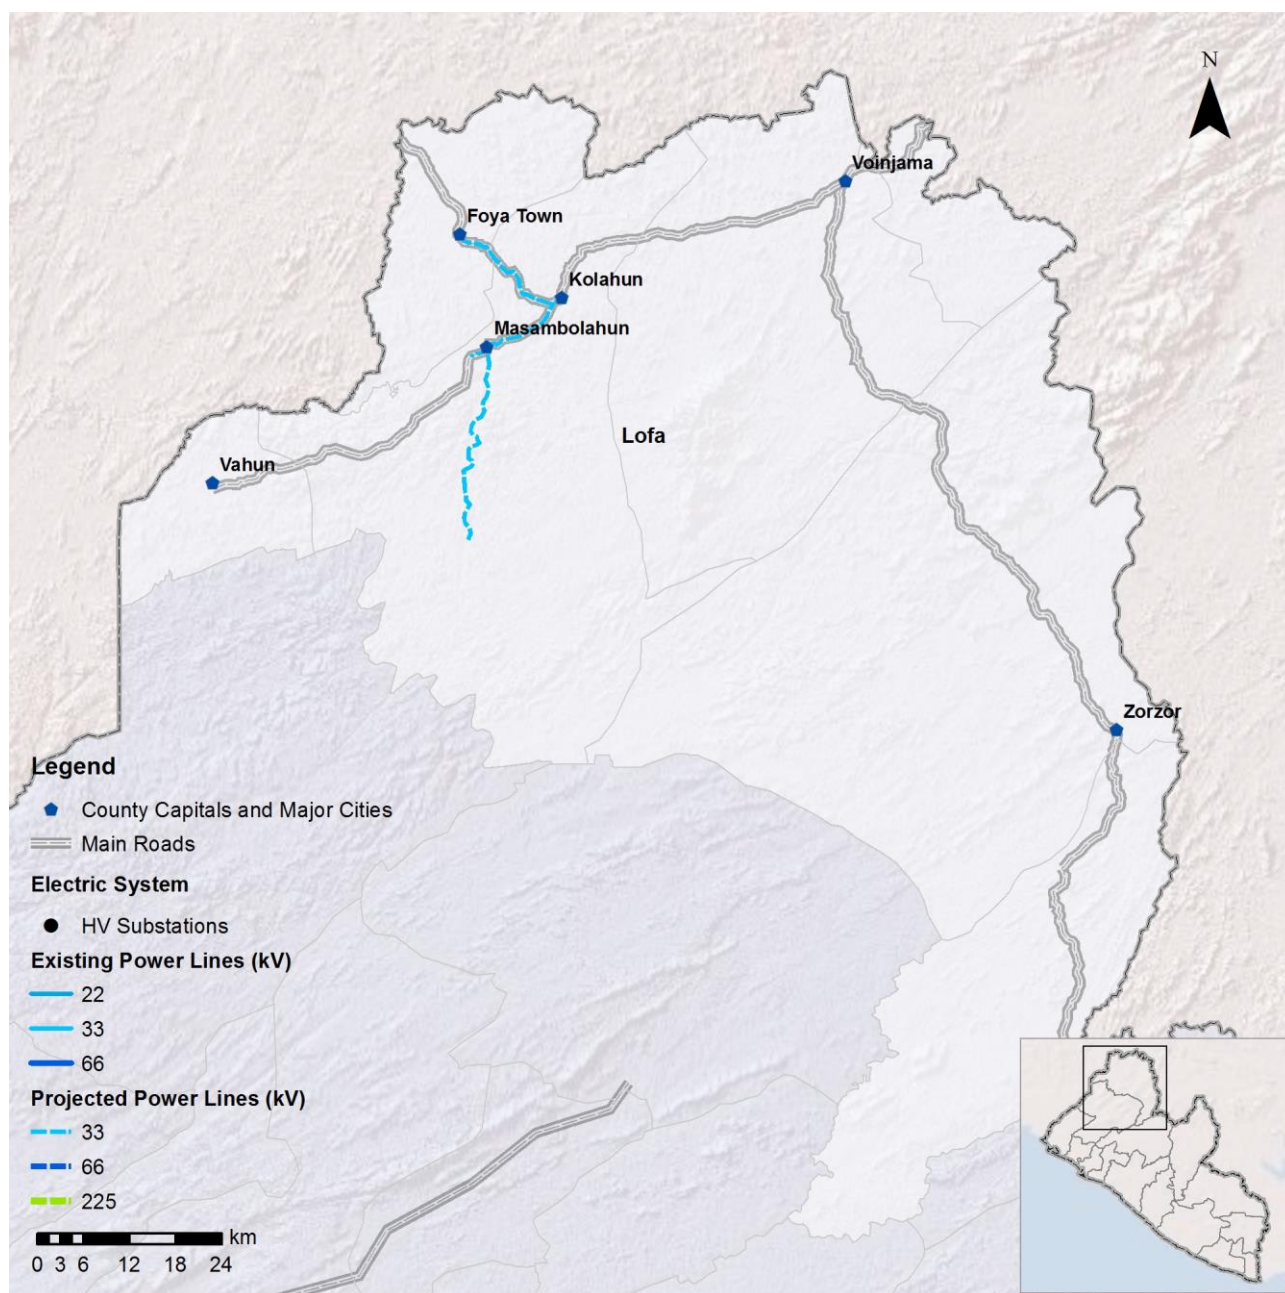 N
Voinjama
Foya Town
Kolahun
Masambolahun
Lofa
Vahun
Zorzor
Legend
County Capitals and Major Cities
Main Roads
Electric System
HV Substations
Existing Power Lines (kV)
22
33
66
Projected Power Lines (kV)
33
66
225
km
0 3 6 12 18 24